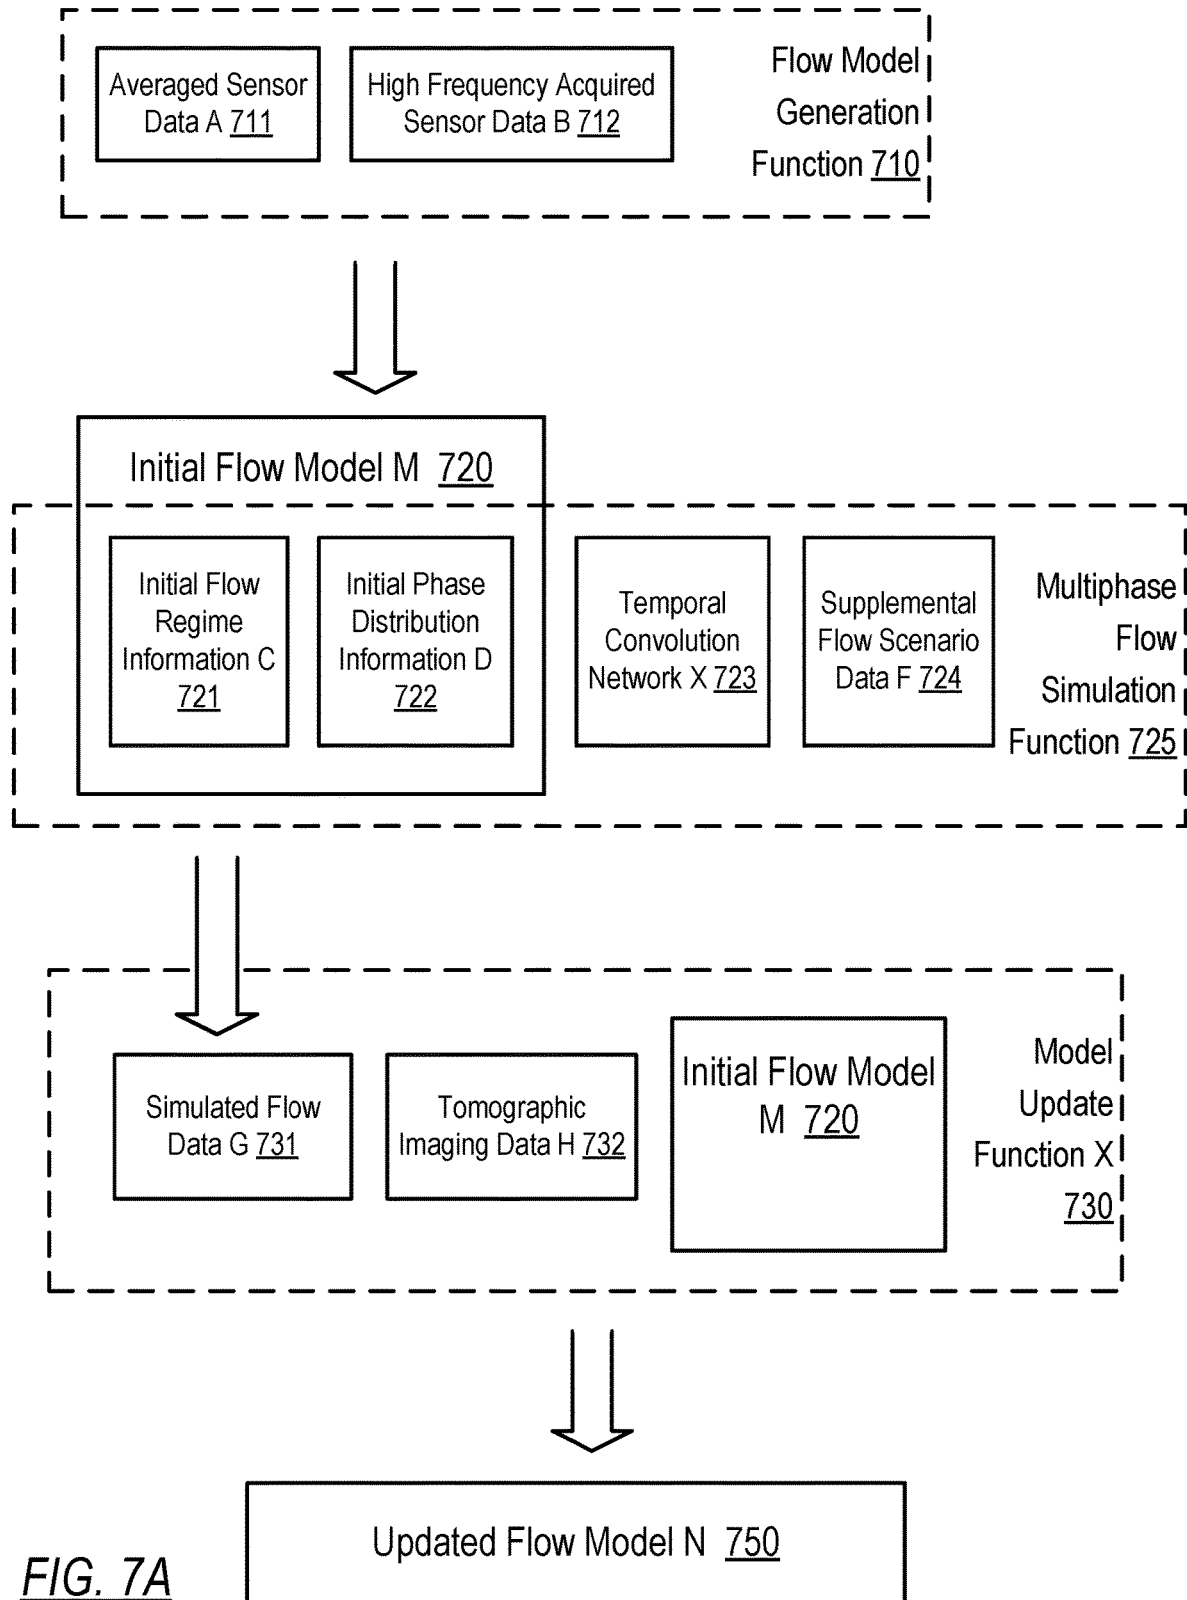 Averaged Sensor
Data A 711
High Frequency Acquired
Sensor Data B 712
Flow Model
Generation
Function 710
Initial Flow Model M 720
Initial Flow
Regime
Information C
721
Initial Phase
Distribution
Information D
722
Temporal
Convolution
Network X 723
Supplemental
Flow Scenario
Data F 724
Multiphase
Flow
Simulation
Function 725
Simulated Flow
Data G 731
Tomographic
Imaging Data H 732
Initial Flow Model
M 720
Model
Update
Function X
730
Updated Flow Model N 750
FIG. 7A